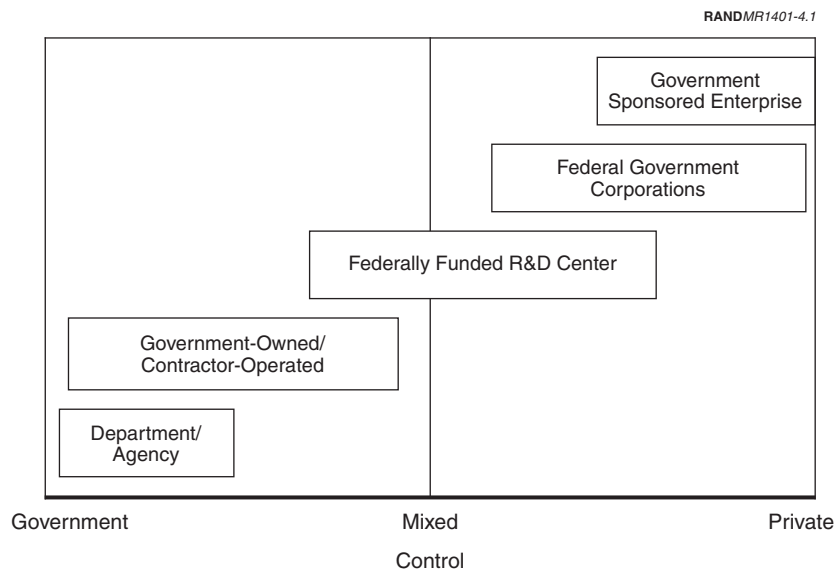 RANDMR1401-4.1
Government
Sponsored Enterprise
Federal Government
Corporations
Federally Funded R&D Center
Government-Owned/
Contractor-Operated
Department/
Agency
Government Mixed Private
Control